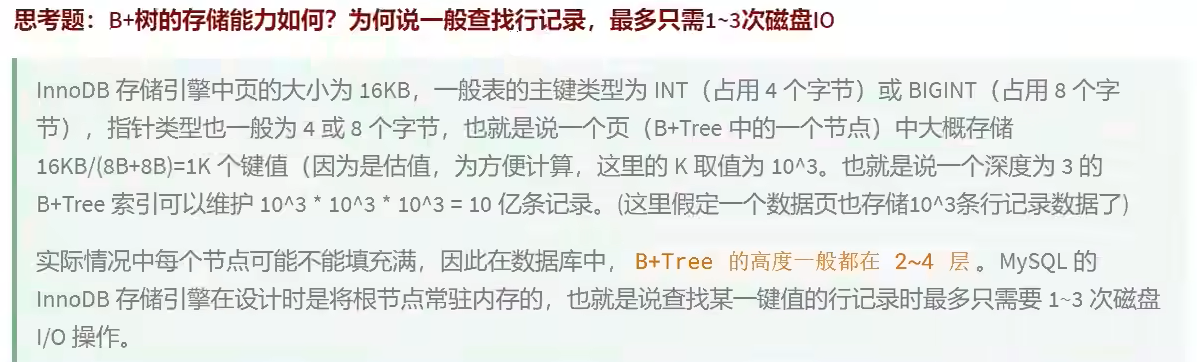 思考题：B+树的存储能力如何？为何说一般查找行记录，最多只需1~3次磁盘IO
InnoDB 存储引擎中页的大小为 16KB，一般表的主键类型为 INT（占用 4 个字节）或 BIGINT（占用 8 个字
节），指针类型也一般为 4 或 8 个字节，也就是说一个页（B+Tree 中的一个节点）中大概存储
16KB/(8B+8B)=1K 个键值（因为是估值，为方便计算，这里的 K 取值为 10^3。也就是说一个深度为 3 的
B+Tree 索引可以维护 10^3 * 10^3 * 10^3 = 10 亿条记录。(这里假定一个数据页也存储10^3条行记录数据了)
实际情况中每个节点可能不能填充满，因此在数据库中， B+Tree 的高度一般都在 2~4 层 。MySQL 的
InnoDB 存储引擎在设计时是将根节点常驻内存的，也就是说查找某一键值的行记录时最多只需要 1~3 次磁盘
I/O 操作。